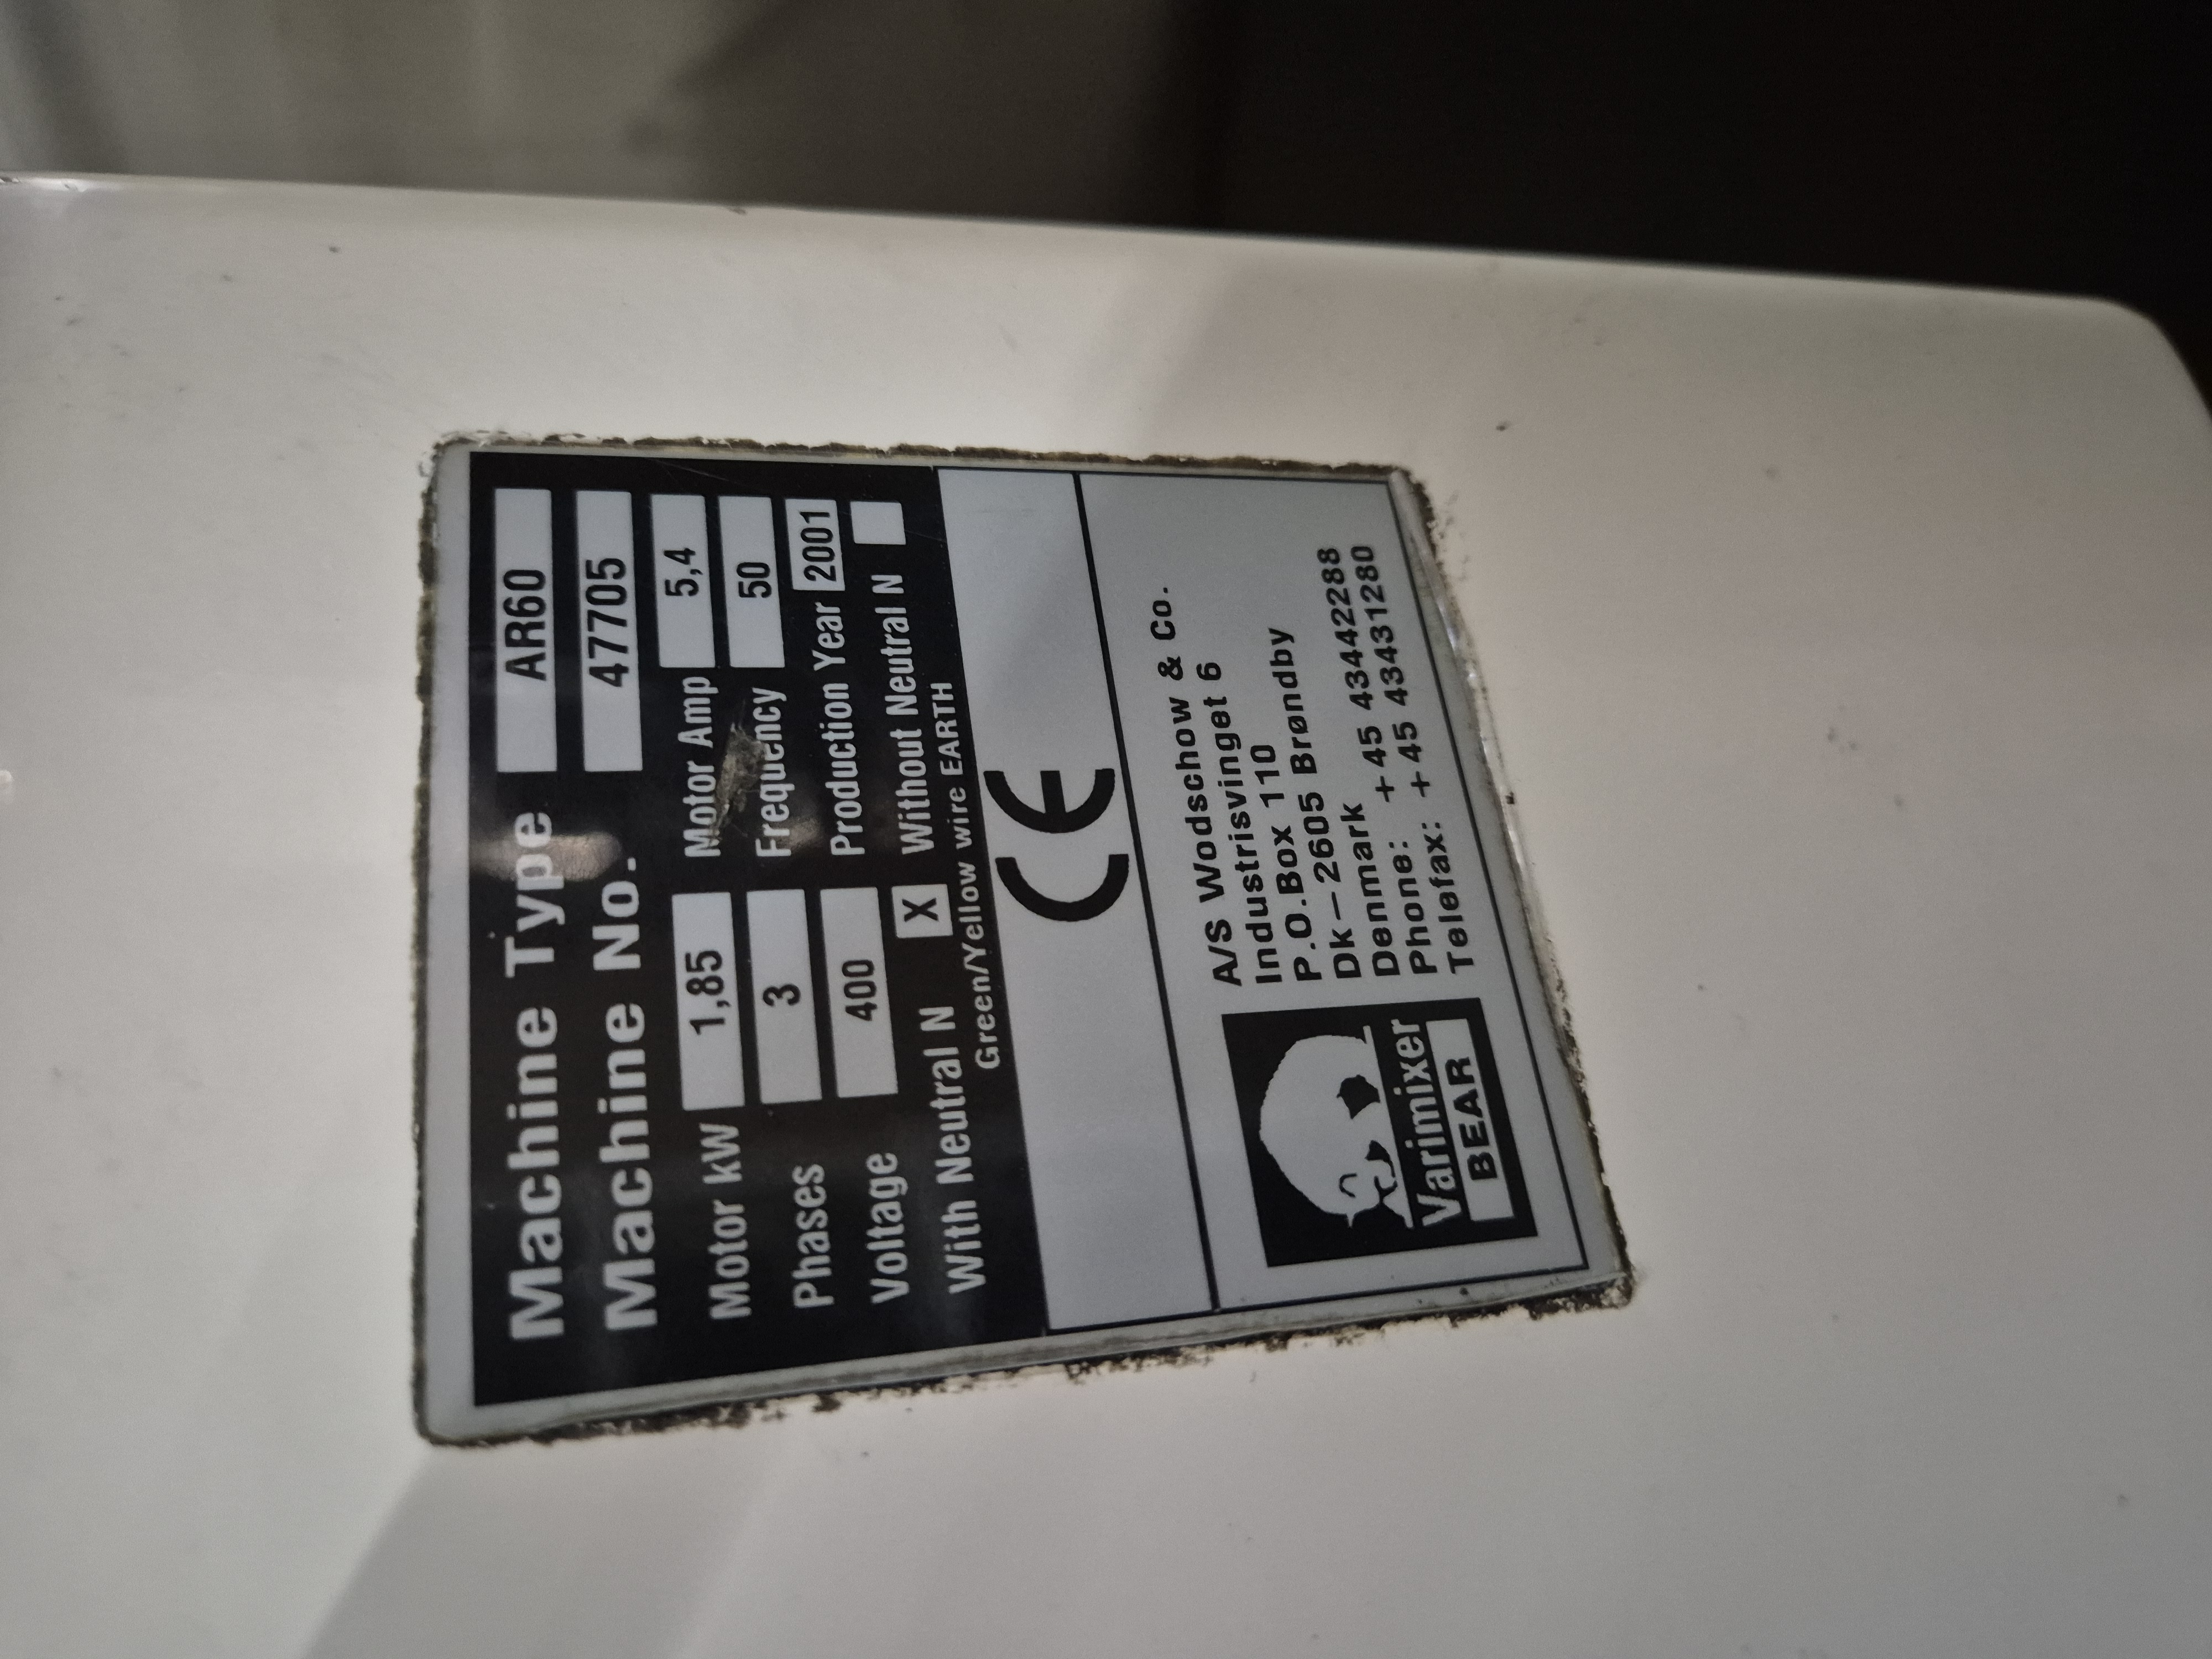 Machine Type AR60
Machine No. 47705
Motor kW 1,85 Motor Amp 5,4
Phases 3 Frequency 50
Voltage 400 Production Year 2001
With Neutral N X Without Neutral N
Green/Yellow wire EARTH
CE
A/S Wodschow & Co.
Industrisvinget 6
P.O.Box 110
Dk-2605 Brøndby
Denmark
Phone: +45 43442288
Telefax: +45 43431280
Varimixer
BEAR